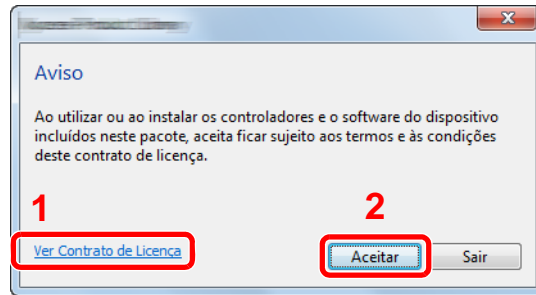 Aviso
Ao utilizar ou ao instalar os controladores e o software do dispositivo
incluídos neste pacote, aceita ficar sujeito aos termos e às condições
deste contrato de licença.
1
2
Ver Contrato de Licença
Aceitar
Sair